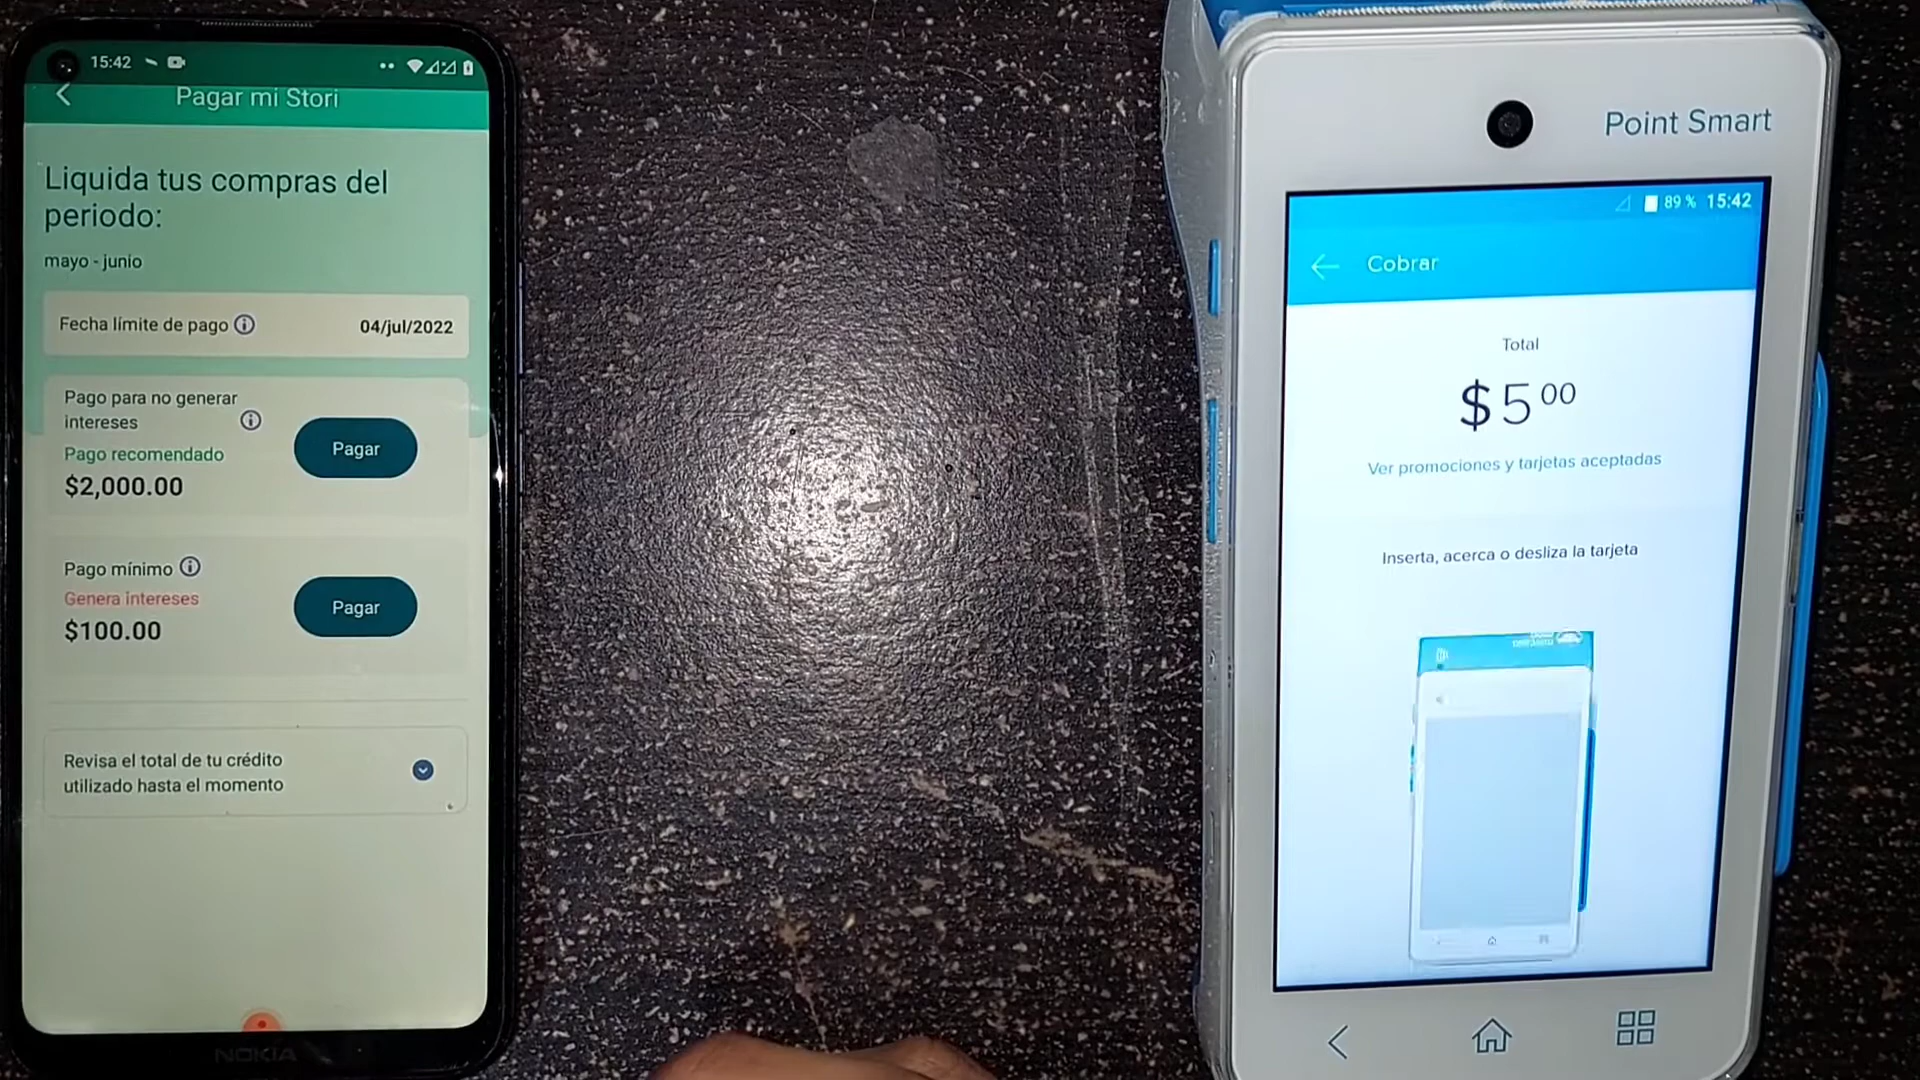 15:42
Pagar mi Stori
Liquida tus compras del
periodo:
mayo - junio
Fecha límite de pago
04/jul/2022
Pago para no generar
intereses
Pago recomendado
$2,000.00
Pagar
Pago mínimo
Genera intereses
$100.00
Pagar
Revisa el total de tu crédito
utilizado hasta el momento
NOKIA
Point Smart
89 % 15:42
Cobrar
Total
$5 00
Ver promociones y tarjetas aceptadas
Inserta, acerca o desliza la tarjeta